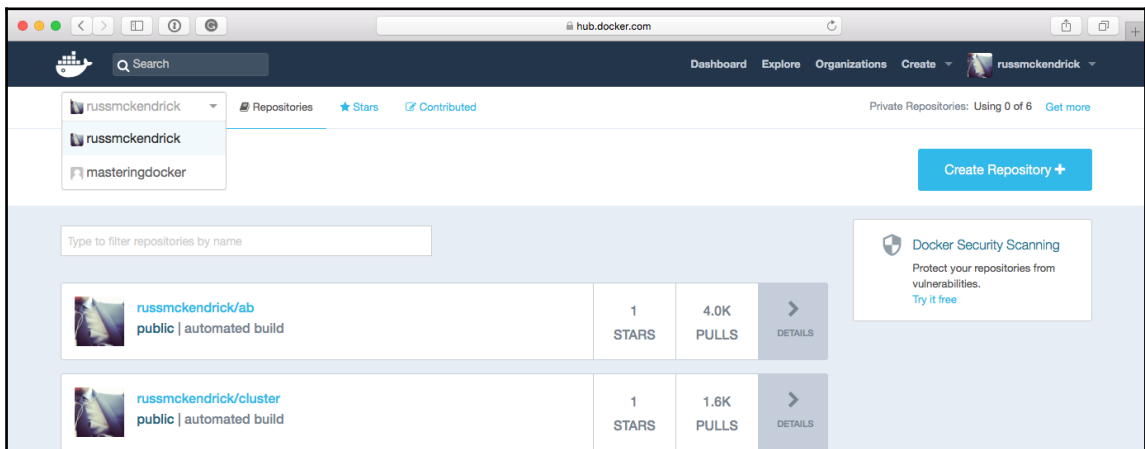 hub.docker.com
Search
Dashboard Explore Organizations Create russmckendrick
russmckendrick Repositories Stars Contributed Private Repositories: Using 0 of 6 Get more
russmckendrick
masteringdocker
Create Repository
Type to filter repositories by name
Docker Security Scanning
Protect your repositories from
vulnerabilities.
Try it free
russmckendrick/ab
public | automated build
1
STARS
4.0K
PULLS
DETAILS
russmckendrick/cluster
public | automated build
1
STARS
1.6K
PULLS
DETAILS